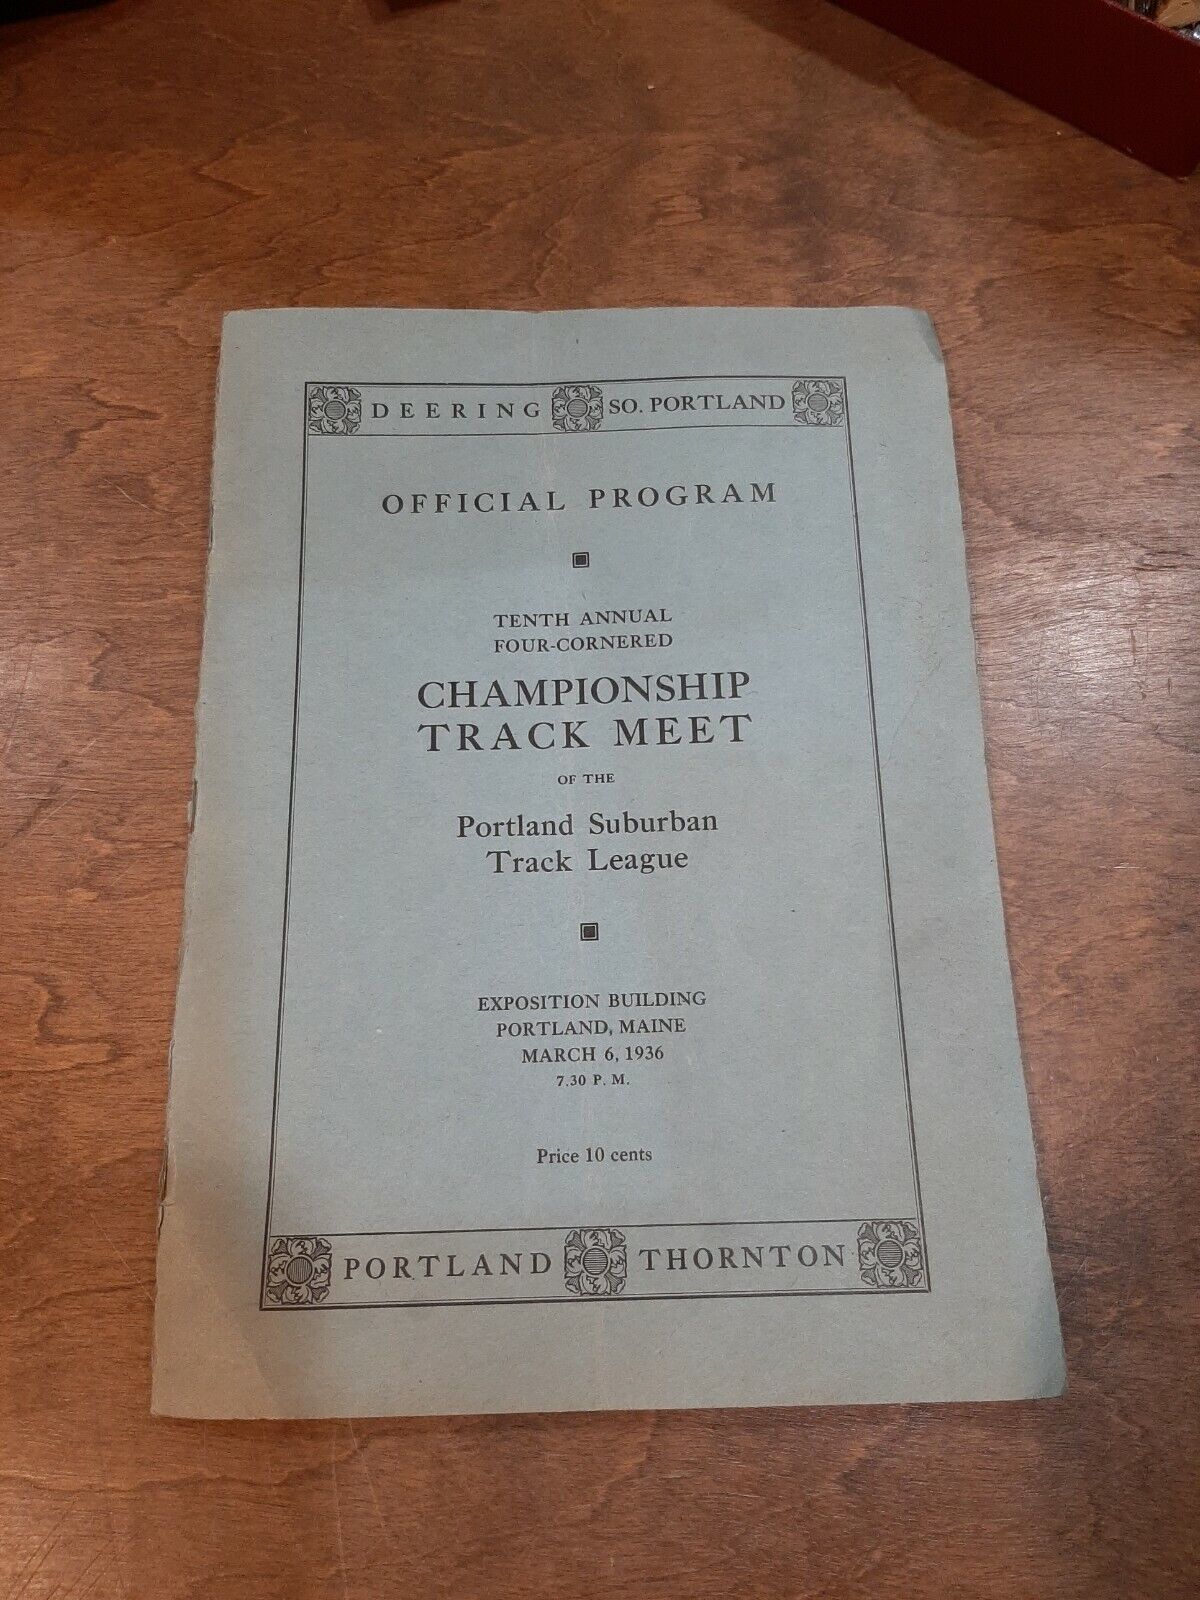 DEERING SO. PORTLAND
OFFICIAL PROGRAM
TENTH ANNUAL
FOUR-CORNERED
CHAMPIONSHIP
TRACK MEET
OF THE
Portland Suburban
Track League
EXPOSITION BUILDING
PORTLAND, MAINE
MARCH 6, 1936
7.30 P. M.
Price 10 cents
PORTLAND THORNTON